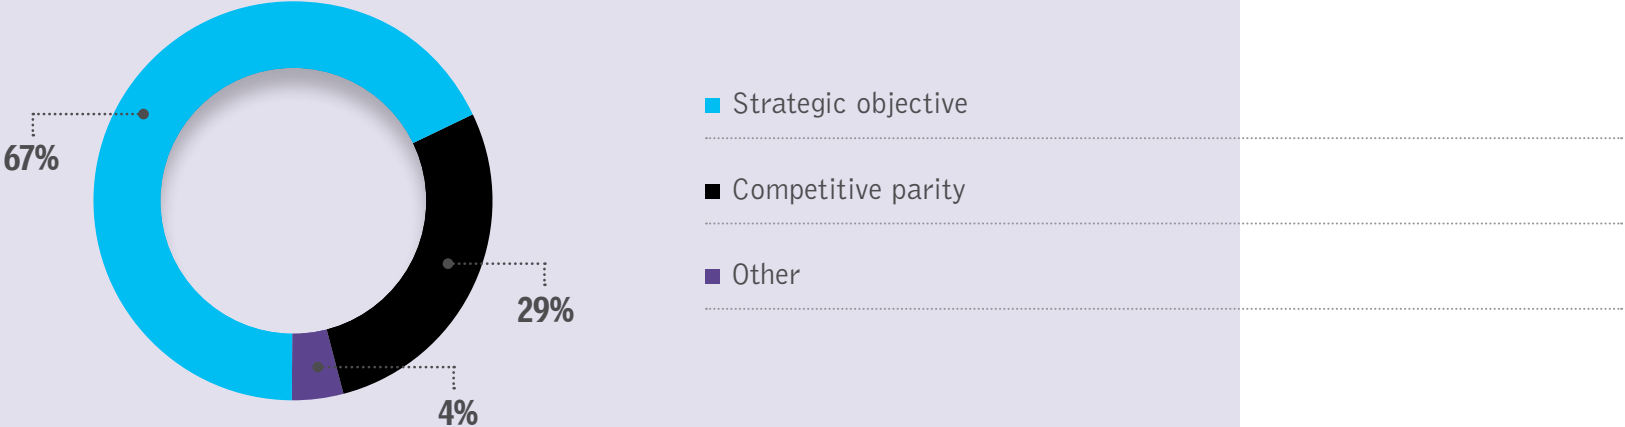 67%
29%
4%
Strategic objective
Competitive parity
Other